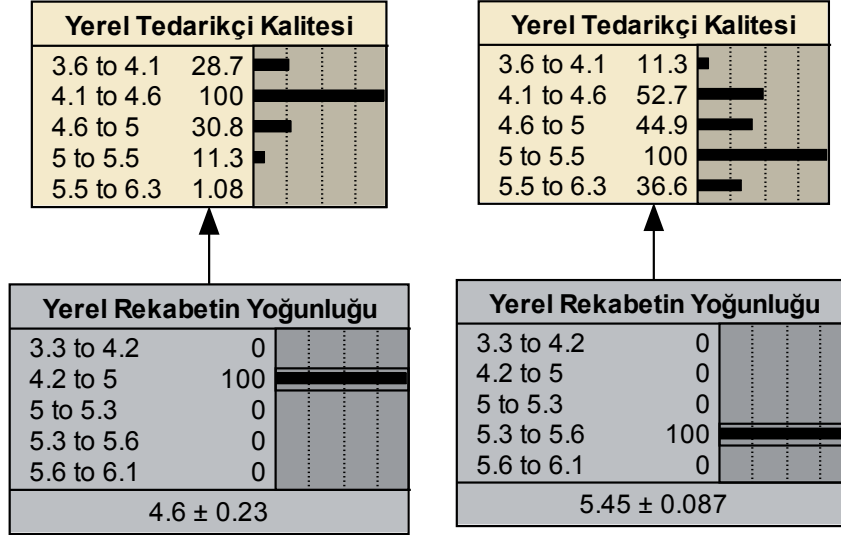 Yerel Tedarikçi Kalitesi
3.6 to 4.1 28.7
4.1 to 4.6 100
4.6 to 5 30.8
5 to 5.5 11.3
5.5 to 6.3 1.08
Yerel Rekabetin Yoğunluğu
3.3 to 4.2 0
4.2 to 5 100
5 to 5.3 0
5.3 to 5.6 0
5.6 to 6.1 0
4.6 ± 0.23
Yerel Tedarikçi Kalitesi
3.6 to 4.1 11.3
4.1 to 4.6 52.7
4.6 to 5 44.9
5 to 5.5 100
5.5 to 6.3 36.6
Yerel Rekabetin Yoğunluğu
3.3 to 4.2 0
4.2 to 5 0
5 to 5.3 0
5.3 to 5.6 100
5.6 to 6.1 0
5.45 ± 0.087